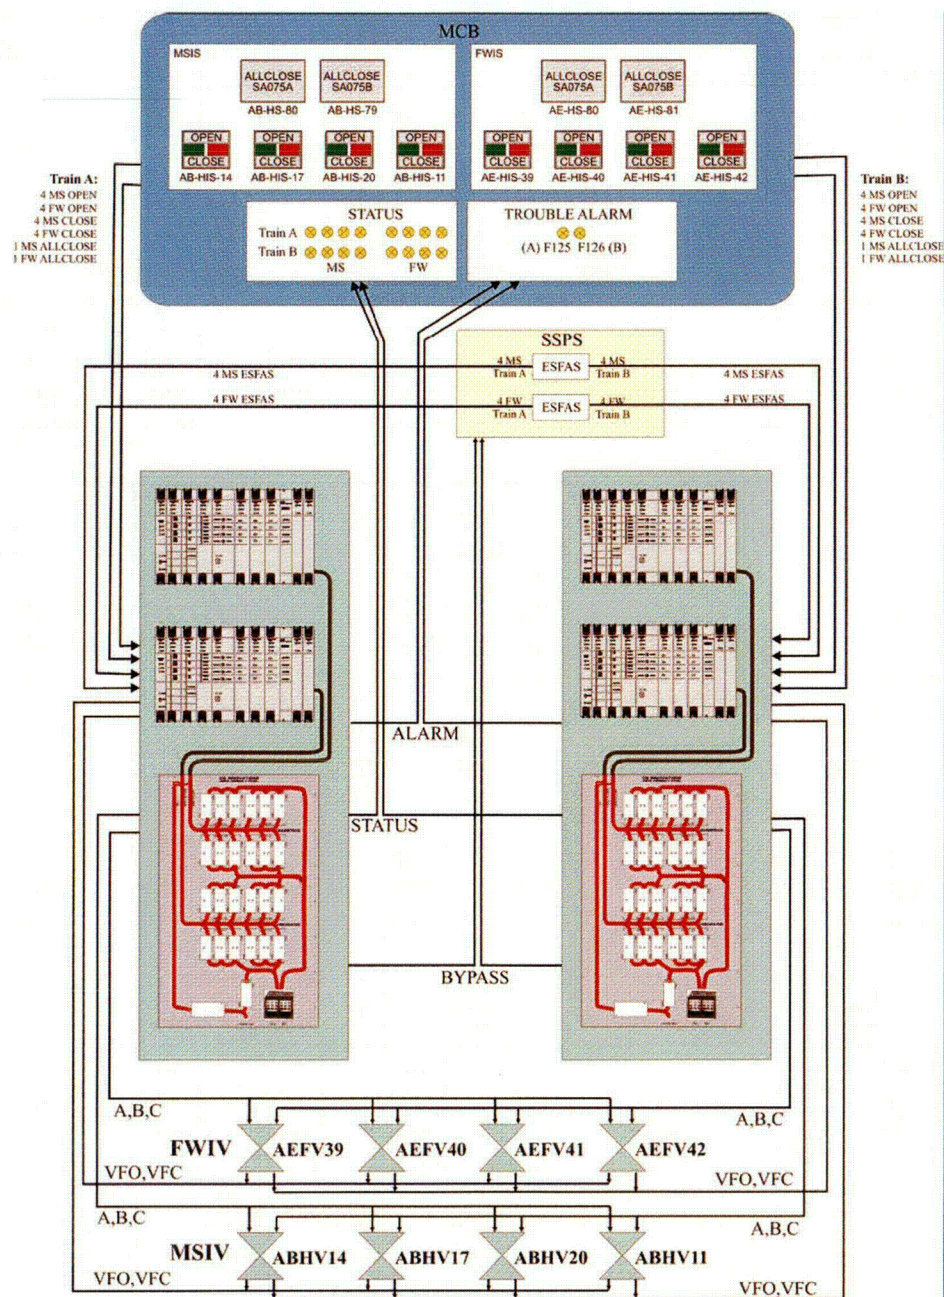 MCB
MSIS
ALLCLOSE
SA075A
AB-HS-80
ALLCLOSE
SA075B
AB-HS-79
OPEN
CLOSE
AB-HIS-14
OPEN
CLOSE
AB-HIS-17
OPEN
CLOSE
AB-HIS-20
OPEN
CLOSE
AB-HIS-11
FWIS
ALLCLOSE
SA075A
AE-HS-80
ALLCLOSE
SA075B
AE-HS-81
OPEN
CLOSE
AE-HIS-39
OPEN
CLOSE
AE-HIS-40
OPEN
CLOSE
AE-HIS-41
OPEN
CLOSE
AE-HIS-42
Train A:
4 MS OPEN
4 FW OPEN
4 MS CLOSE
4 FW CLOSE
1 MS ALLCLOSE
1 FW ALLCLOSE
Train B:
4 MS OPEN
4 FW OPEN
4 MS CLOSE
4 FW CLOSE
1 MS ALLCLOSE
1 FW ALLCLOSE
STATUS
Train A
Train B
MS FW
TROUBLE ALARM
(A) F125 F126 (B)
SSPS
4 MS
Train A
ESFAS
4 MS
Train B
4 FW
Train A
ESFAS
4 FW
Train B
4 MS ESFAS
4 MS ESFAS
4 FW ESFAS
4 FW ESFAS
ALARM
STATUS
BYPASS
A,B,C
A,B,C
FWIV AEFV39 AEFV40 AEFV41 AEFV42
VFO,VFC
A,B,C
A,B,C
MSIV ABHV14 ABHV17 ABHV20 ABHV11
VFO,VFC
VFO,VFC